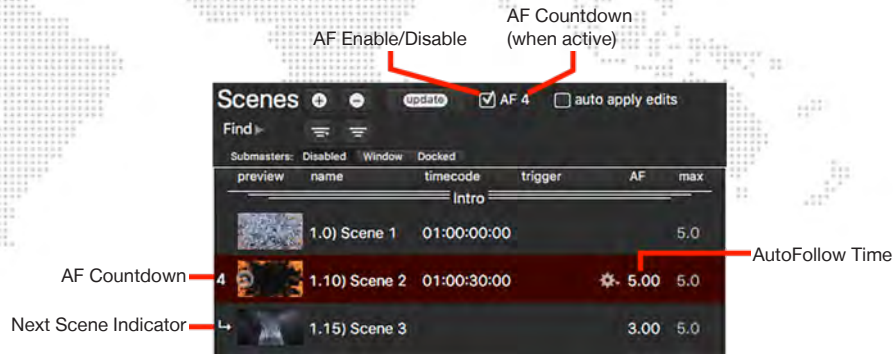 AF Countdown
(when active)
AF Enable/Disable
Scenes update AF 4 auto apply edits
Find
Submasters: Disabled Window Docked
preview name timecode trigger AF max
Intro
1.0) Scene 1 01:00:00:00 5.0
AutoFollow Time
AF Countdown 4 1.10) Scene 2 01:00:30:00 5.00 5.0
Next Scene Indicator 1.15) Scene 3 3.00 5.0